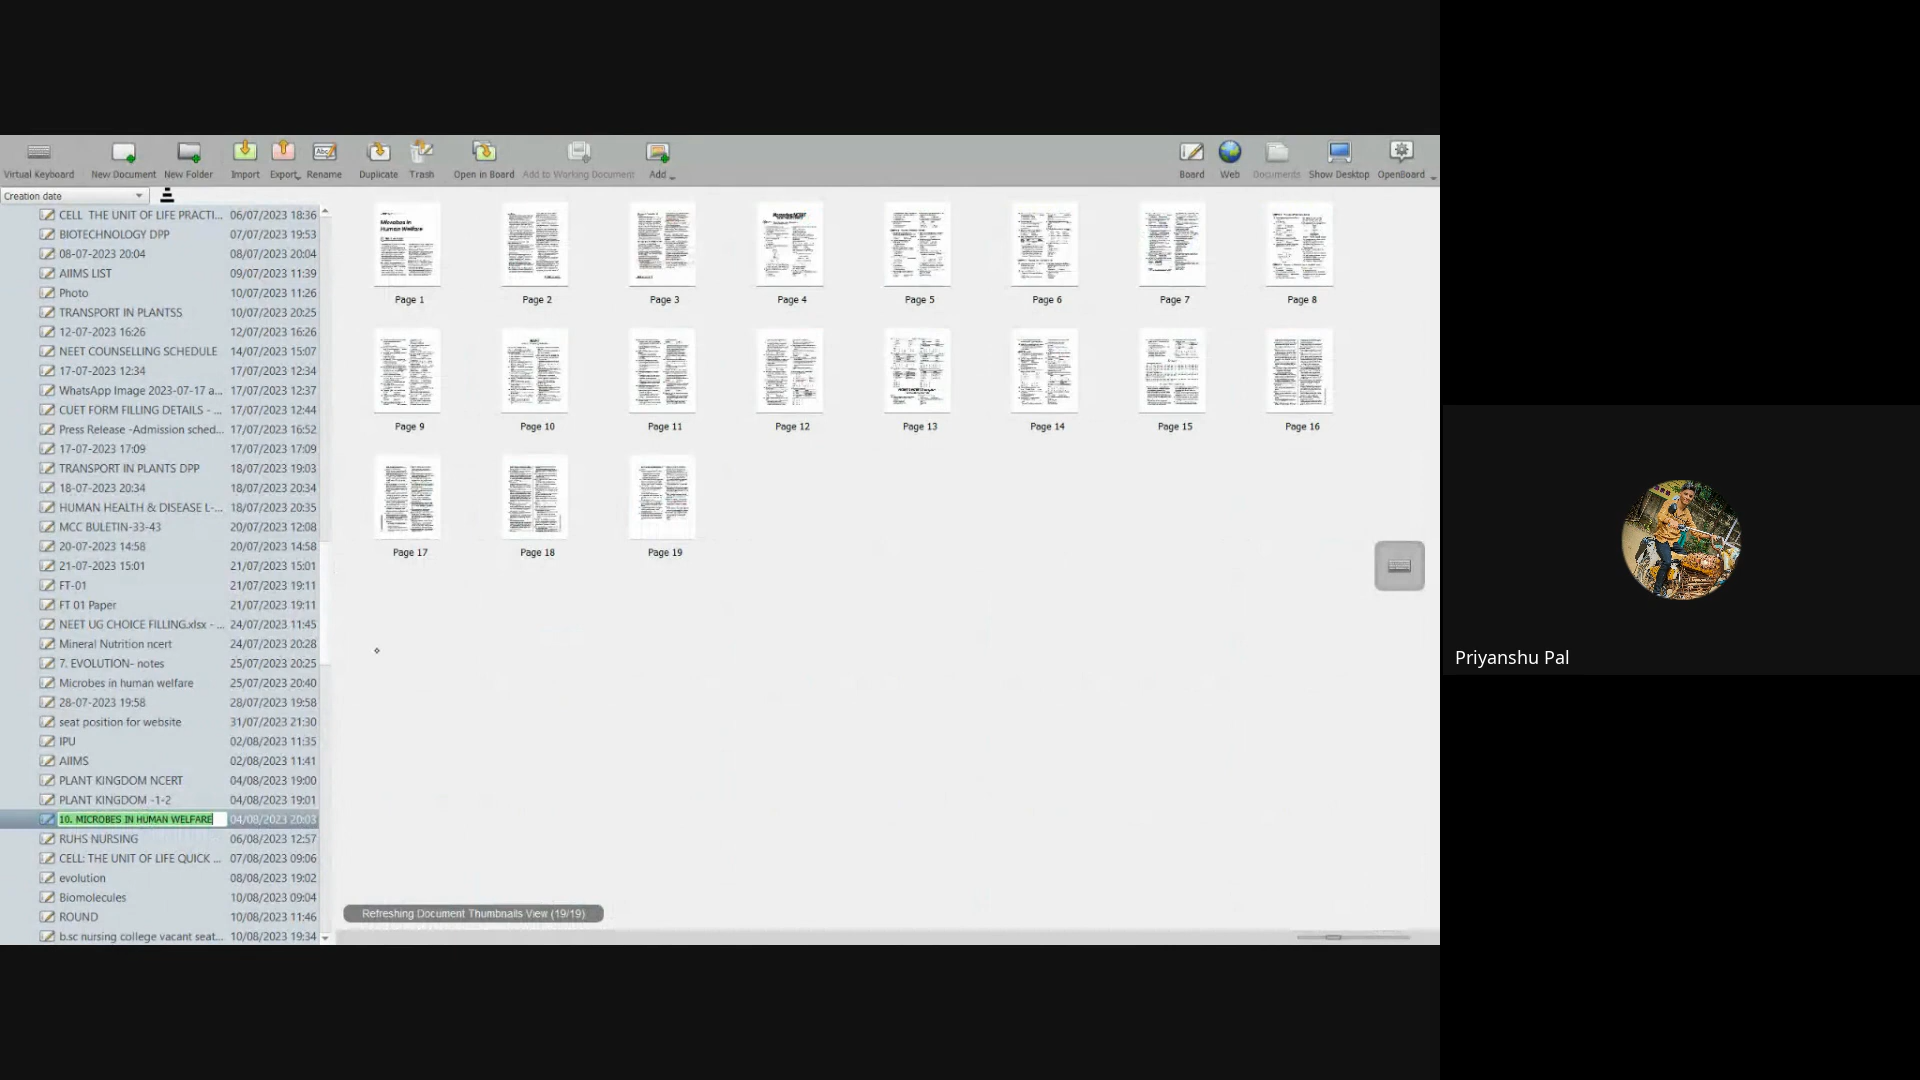 Virtual Keyboard New Document New Folder Import Export Rename Duplicate Trash Open in Board Add to Working Document Add Board Web Documents Show Desktop OpenBoard
Creation date
CELL THE UNIT OF LIFE PRACTI... 06/07/2023 18:36
BIOTECHNOLOGY DPP 07/07/2023 19:53
08-07-2023 20:04 08/07/2023 20:04
AIIMS LIST 09/07/2023 11:39
Photo 10/07/2023 11:26
TRANSPORT IN PLANTSS 10/07/2023 20:25
12-07-2023 16:26 12/07/2023 16:26
NEET COUNSELLING SCHEDULE 14/07/2023 15:07
17-07-2023 12:34 17/07/2023 12:34
WhatsApp Image 2023-07-17 a... 17/07/2023 12:37
CUET FORM FILLING DETAILS - ... 17/07/2023 12:44
Press Release -Admission sched... 17/07/2023 16:52
17-07-2023 17:09 17/07/2023 17:09
TRANSPORT IN PLANTS DPP 18/07/2023 19:03
18-07-2023 20:34 18/07/2023 20:34
HUMAN HEALTH & DISEASE L-... 18/07/2023 20:35
MCC BULETIN-33-43 20/07/2023 12:08
20-07-2023 14:58 20/07/2023 14:58
21-07-2023 15:01 21/07/2023 15:01
FT-01 21/07/2023 19:11
FT 01 Paper 21/07/2023 19:11
NEET UG CHOICE FILLING.xlsx - ... 24/07/2023 11:45
Mineral Nutrition ncert 24/07/2023 20:28
7. EVOLUTION- notes 25/07/2023 20:25
Microbes in human welfare 25/07/2023 20:40
28-07-2023 19:58 28/07/2023 19:58
seat position for website 31/07/2023 21:30
IPU 02/08/2023 11:35
AIIMS 02/08/2023 11:41
PLANT KINGDOM NCERT 04/08/2023 19:00
PLANT KINGDOM -1-2 04/08/2023 19:01
10. MICROBES IN HUMAN WELFARE 04/08/2023 20:03
RUHS NURSING 06/08/2023 12:57
CELL: THE UNIT OF LIFE QUICK ... 07/08/2023 09:06
evolution 08/08/2023 19:02
Biomolecules 10/08/2023 09:04
ROUND 10/08/2023 11:46
b.sc nursing college vacant seat... 10/08/2023 19:34
Microbes in
Human Welfare
Page 1 Page 2 Page 3 Page 4 Page 5 Page 6 Page 7 Page 8
Page 9 Page 10 Page 11 Page 12 Page 13 Page 14 Page 15 Page 16
Page 17 Page 18 Page 19
Refreshing Document Thumbnails View (19/19)
Priyanshu Pal